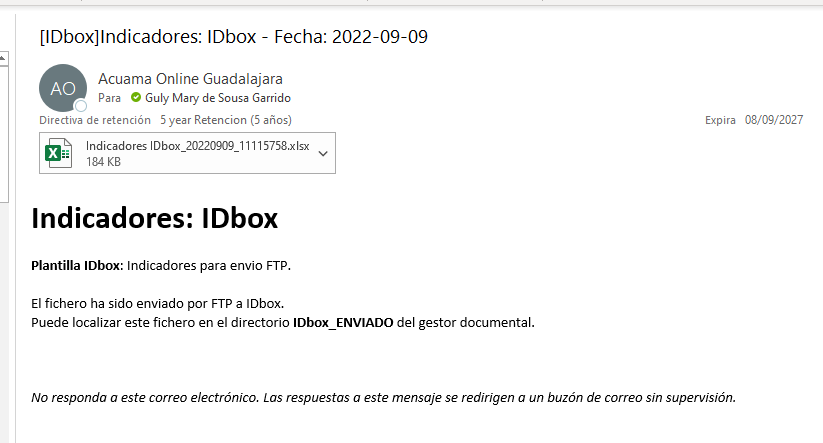 [IDbox]Indicadores: IDbox - Fecha: 2022-09-09
AO
Acuama Online Guadalajara
Para Guly Mary de Sousa Garrido
Directiva de retención 5 year Retencion (5 años) Expira 08/09/2027
Indicadores IDbox_20220909_11115758.xlsx
184 KB
Indicadores: IDbox
Plantilla IDbox: Indicadores para envio FTP.
El fichero ha sido enviado por FTP a IDbox.
Puede localizar este fichero en el directorio IDbox_ENVIADO del gestor documental.
No responda a este correo electrónico. Las respuestas a este mensaje se redirigen a un buzón de correo sin supervisión.